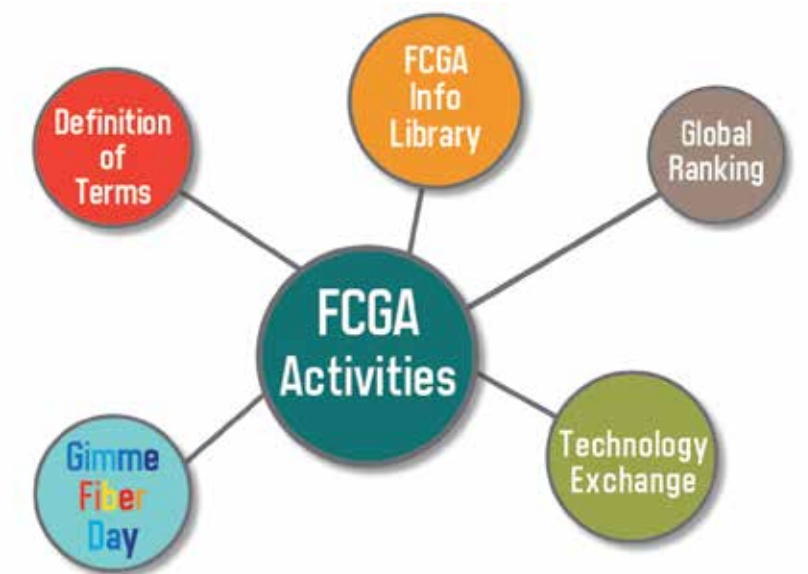 FCGA
Info
Library
Definition
of
Terms
Global
Ranking
FCGA
Activities
Gimme
Fiber
Day
Technology
Exchange